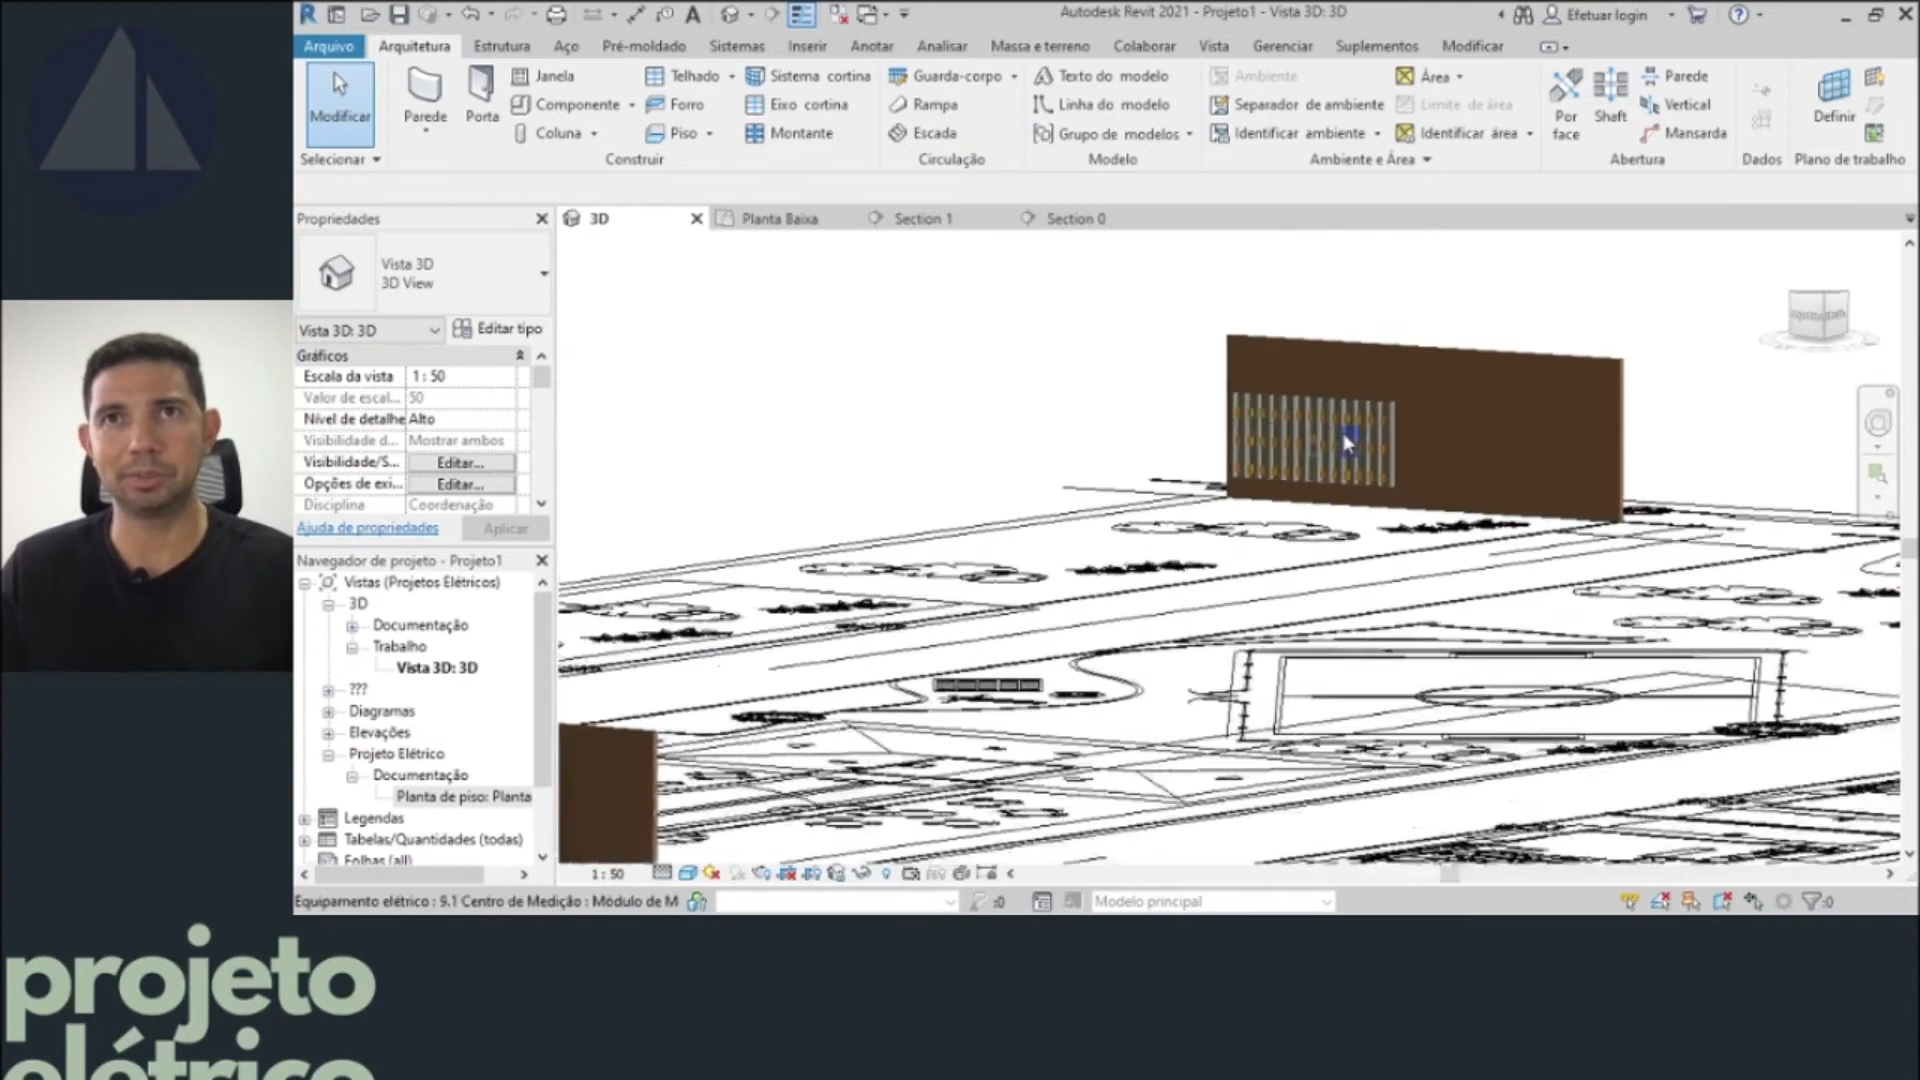 Autodesk Revit 2021 - Projeto1 - Vista 3D: 3D
Efetuar login
Arquivo Arquitetura Estrutura Aço Pré-moldado Sistemas Inserir Anotar Analisar Massa e terreno Colaborar Vista Gerenciar Suplementos Modificar
Modificar
Parede
Porta
Janela
Componente
Coluna
Telhado
Forro
Piso
Sistema cortina
Eixo cortina
Montante
Guarda-corpo
Rampa
Escada
Texto do modelo
Linha do modelo
Grupo de modelos
Ambiente
Separador de ambiente
Identificar ambiente
Área
Limite de área
Identificar área
Por face
Shaft
Parede
Vertical
Mansarda
Definir
Selecionar
Construir
Circulação
Modelo
Ambiente e Área
Abertura
Dados
Plano de trabalho
Propriedades
3D
Planta Baixa
Section 1
Section 0
Vista 3D
3D View
Vista 3D: 3D
Editar tipo
Gráficos
Escala da vista 1 : 50
Valor de escal... 50
Nível de detalhe Alto
Visibilidade d... Mostrar ambos
Visibilidade/S... Editar...
Opções de exi... Editar...
Disciplina Coordenação
Ajuda de propriedades Aplicar
Navegador de projeto - Projeto1
Vistas (Projetos Elétricos)
3D
Documentação
Trabalho
Vista 3D: 3D
???
Diagramas
Elevações
Projeto Elétrico
Documentação
Planta de piso: Planta
Legendas
Tabelas/Quantidades (todas)
Folhas (all)
1 : 50
Equipamento elétrico : 9.1 Centro de Medição : Módulo de M
:0
Modelo principal
:0
projeto
elétrico